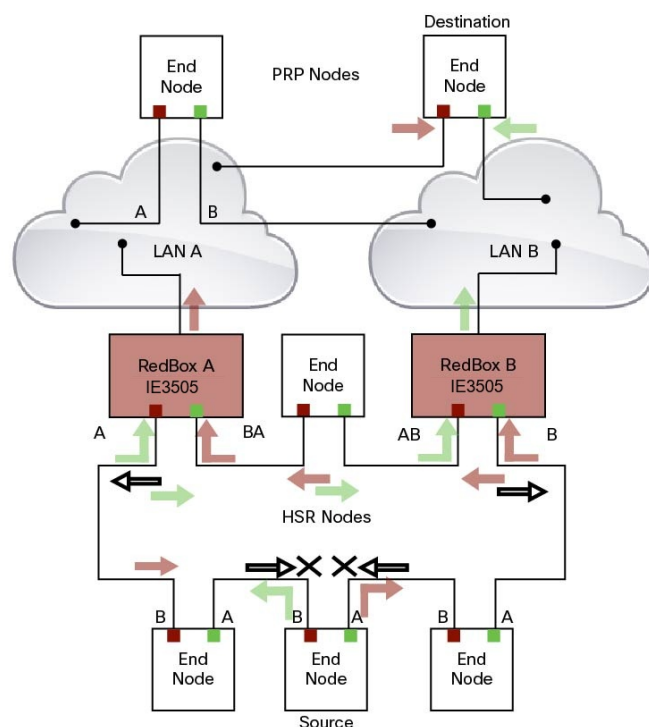 Destination
End
Node
PRP Nodes
End
Node
A
B
LAN A
LAN B
RedBox A
IE3505
End
Node
RedBox B
IE3505
A
BA
AB
B
HSR Nodes
B
A
B
A
B
A
End
Node
End
Node
End
Node
Source